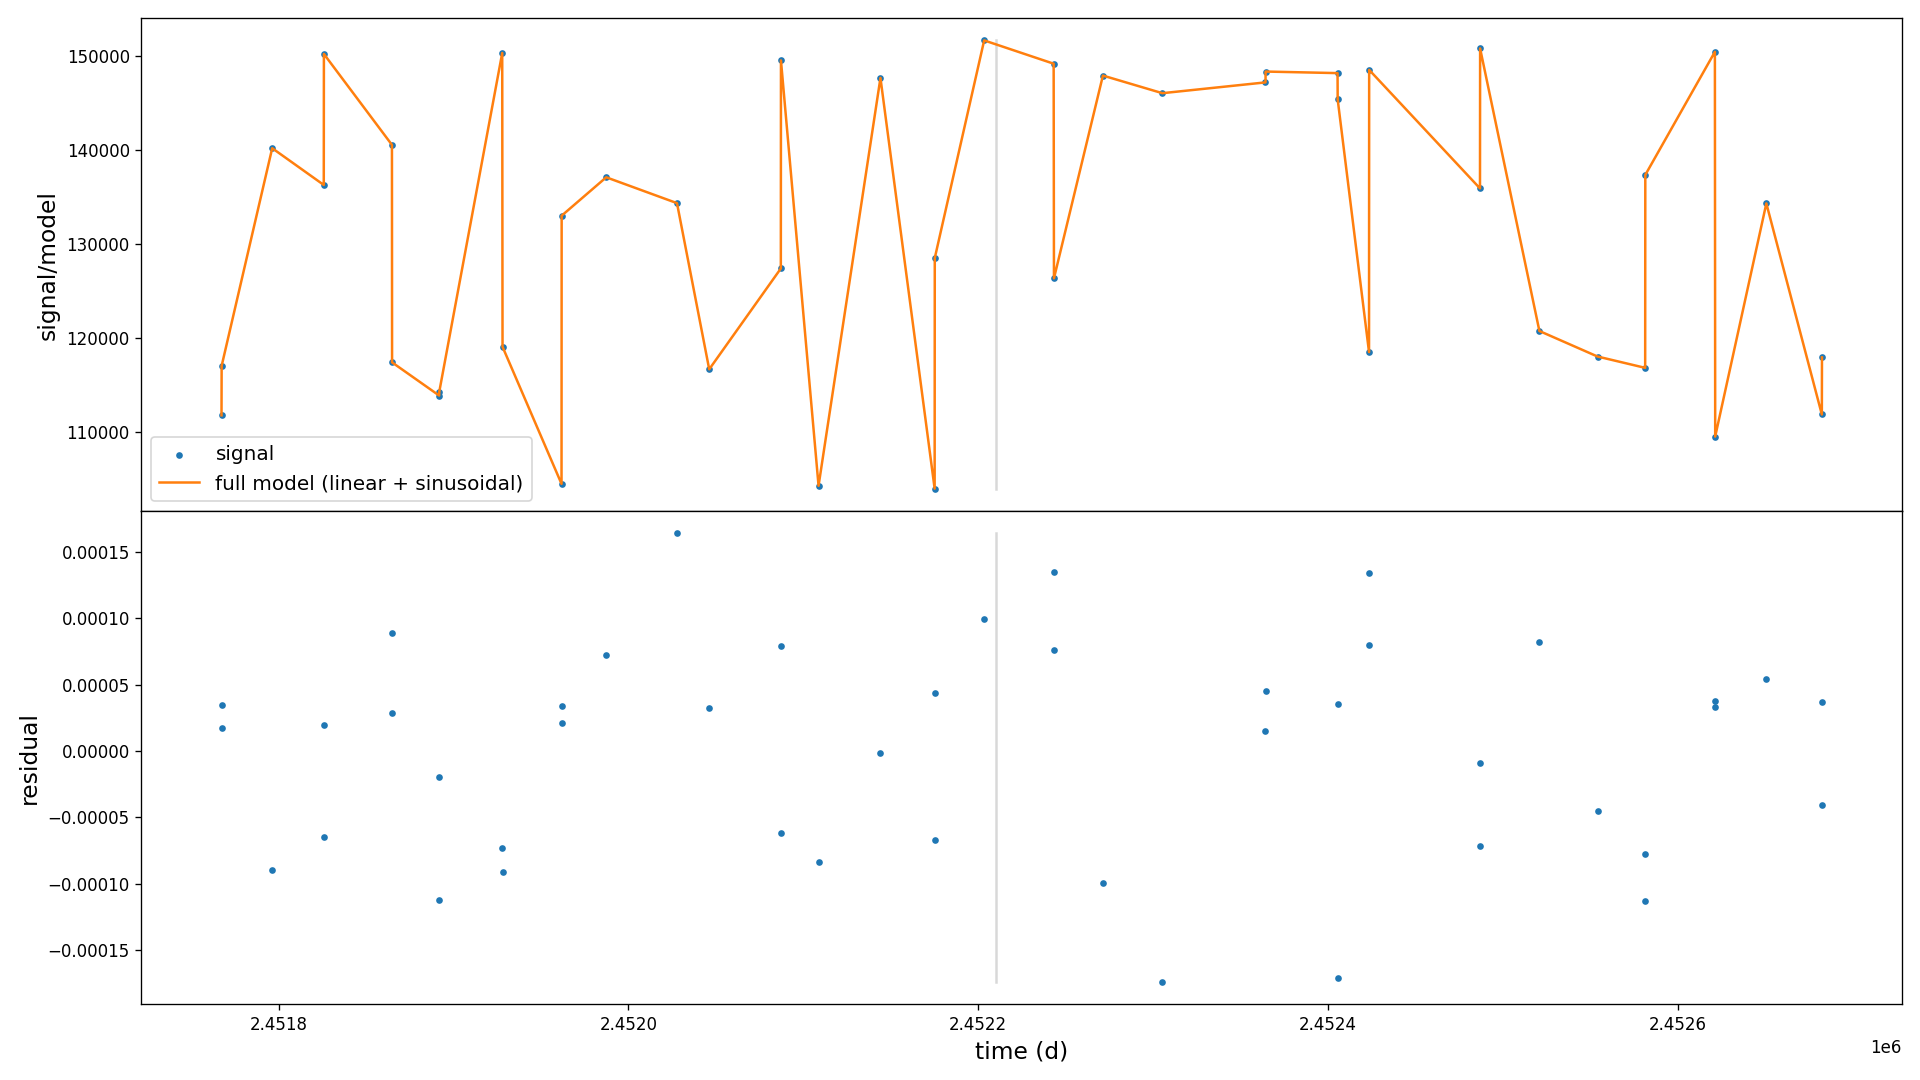 150000
140000
130000
120000
110000
signal/model
signal
full model (linear + sinusoidal)
0.00015
0.00010
0.00005
0.00000
−0.00005
−0.00010
−0.00015
residual
2.4518
2.4520
2.4522
2.4524
2.4526
1e6
time (d)